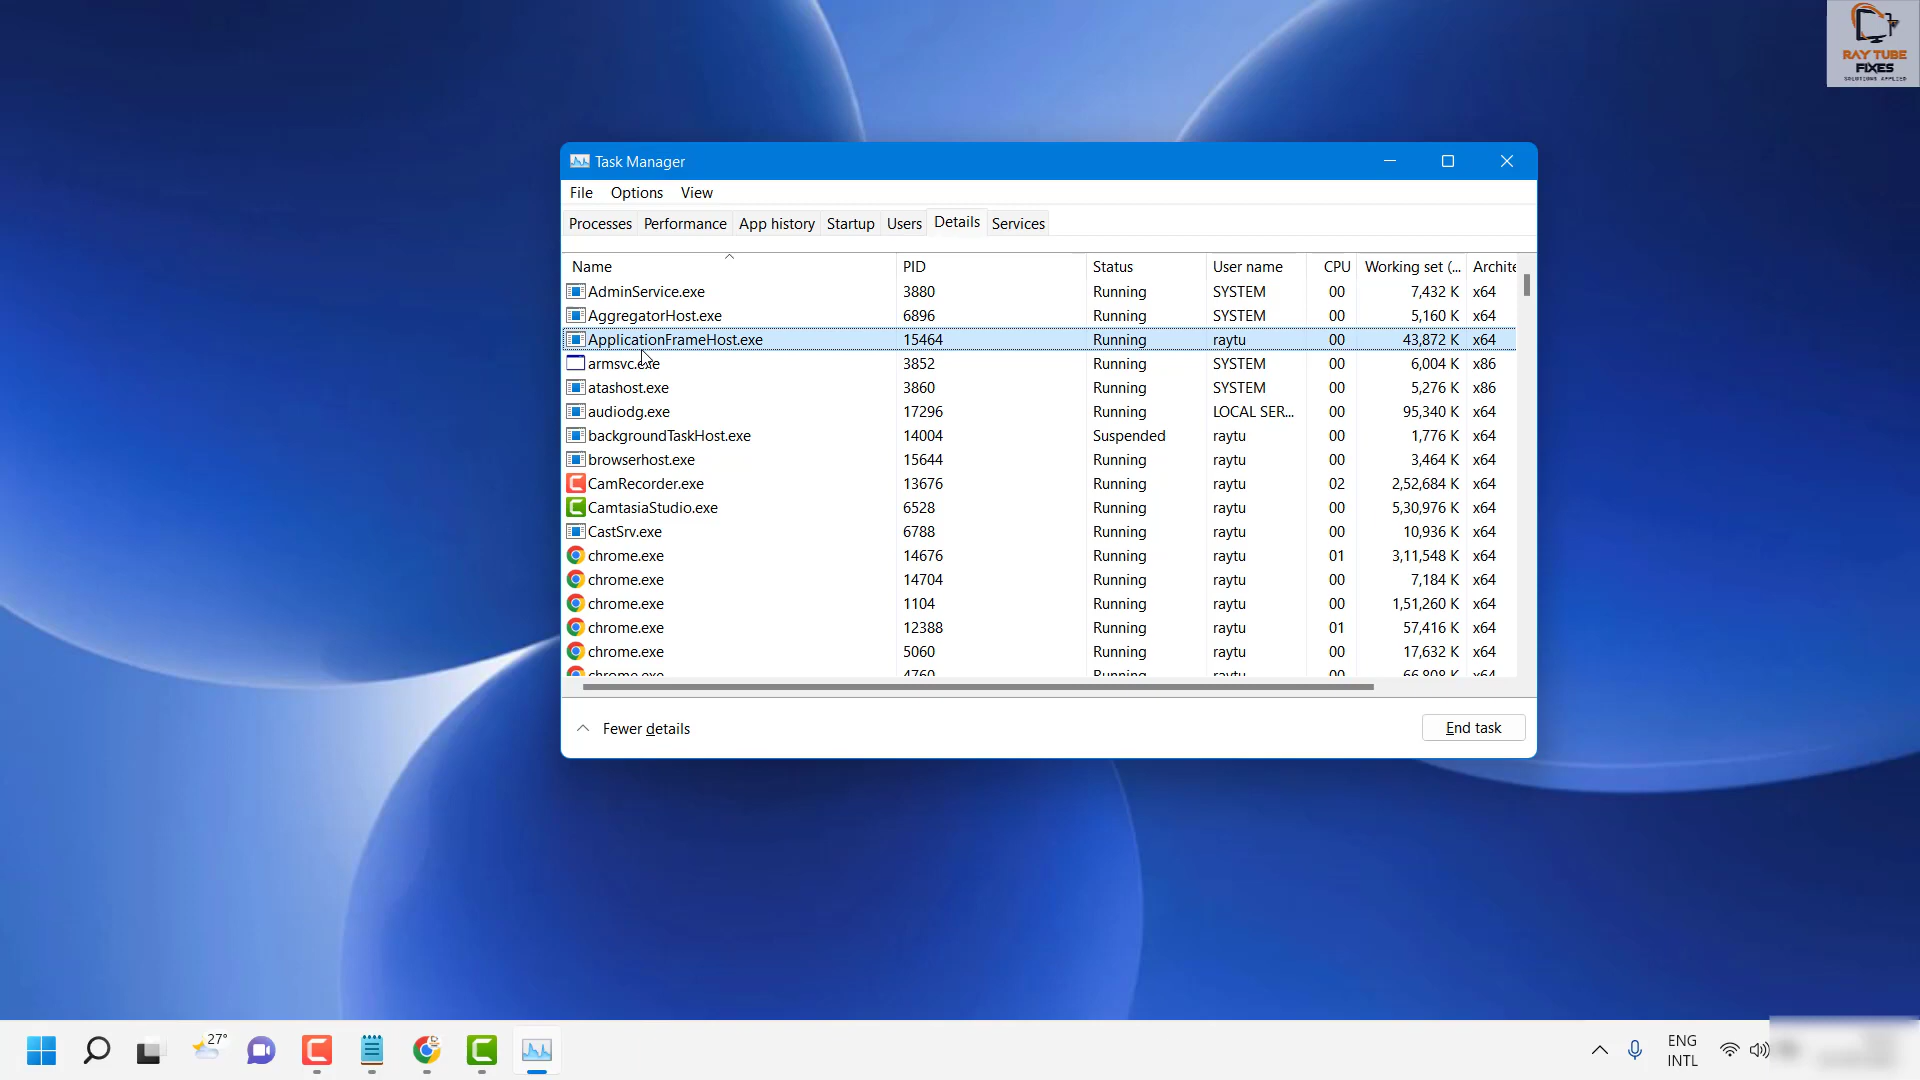 RAY TUBE
FIXES
SOLUTIONS APPLIED
Task Manager
File Options View
Processes Performance App history Startup Users Details Services
Name PID Status User name CPU Working set (... Archite
AdminService.exe 3880 Running SYSTEM 00 7,432 K x64
AggregatorHost.exe 6896 Running SYSTEM 00 5,160 K x64
ApplicationFrameHost.exe 15464 Running raytu 00 43,872 K x64
armsvc.exe 3852 Running SYSTEM 00 6,004 K x86
atashost.exe 3860 Running SYSTEM 00 5,276 K x86
audiodg.exe 17296 Running LOCAL SER... 00 95,340 K x64
backgroundTaskHost.exe 14004 Suspended raytu 00 1,776 K x64
browserhost.exe 15644 Running raytu 00 3,464 K x64
CamRecorder.exe 13676 Running raytu 02 2,52,684 K x64
CamtasiaStudio.exe 6528 Running raytu 00 5,30,976 K x64
CastSrv.exe 6788 Running raytu 00 10,936 K x64
chrome.exe 14676 Running raytu 01 3,11,548 K x64
chrome.exe 14704 Running raytu 00 7,184 K x64
chrome.exe 1104 Running raytu 00 1,51,260 K x64
chrome.exe 12388 Running raytu 01 57,416 K x64
chrome.exe 5060 Running raytu 00 17,632 K x64
chrome.exe 4760 Running raytu 00 66,808 K x64
Fewer details End task
27°
ENG
INTL